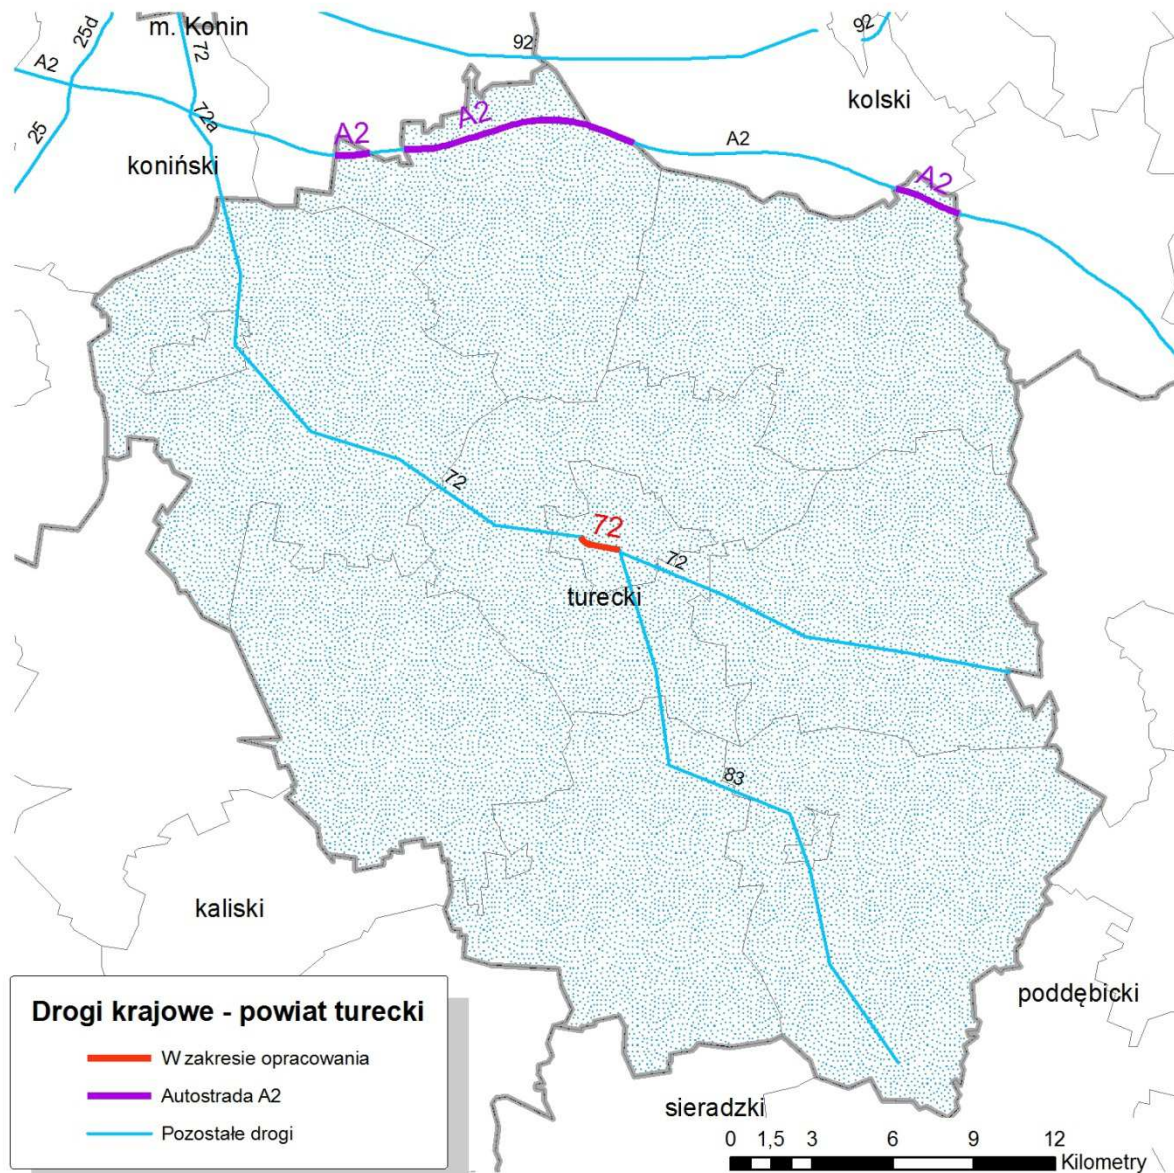 25d
m. Konin
72
92
92
A2
kolski
25
72a
A2
A2
A2
A2
koniński
72
72
72
turecki
83
kaliski
poddębicki
sieradzki
Drogi krajowe - powiat turecki
W zakresie opracowania
Autostrada A2
Pozostałe drogi
0 1,5 3 6 9 12
Kilometry